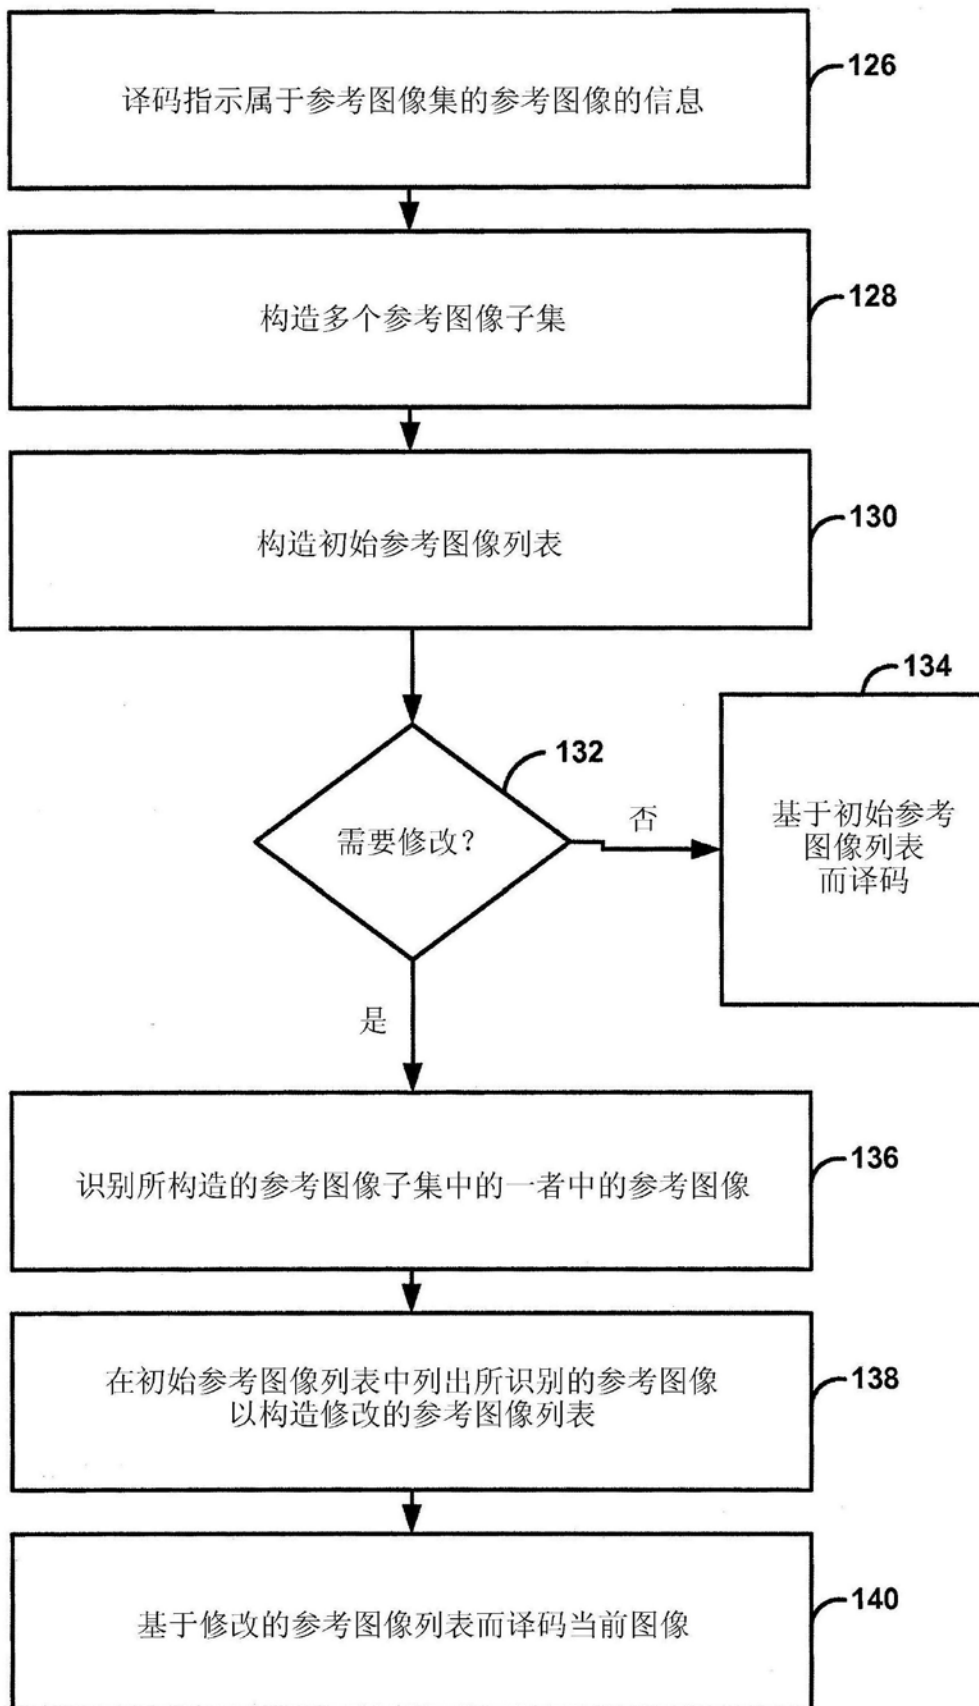 126
译码指示属于参考图像集的参考图像的信息
128
构造多个参考图像子集
130
构造初始参考图像列表
134
132
需要修改？
否
基于初始参考
图像列表
而译码
是
136
识别所构造的参考图像子集中的一者中的参考图像
138
在初始参考图像列表中列出所识别的参考图像
以构造修改的参考图像列表
140
基于修改的参考图像列表而译码当前图像